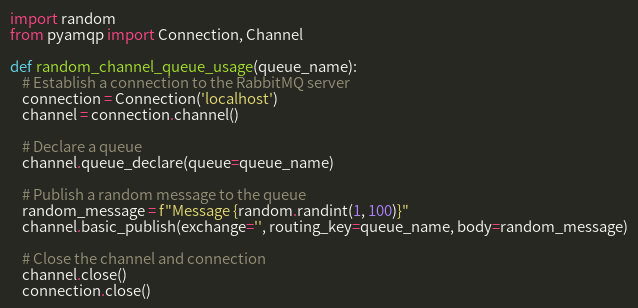 import random
from pyamqp import Connection, Channel

def random_channel_queue_usage(queue_name):
    # Establish a connection to the RabbitMQ server
    connection = Connection('localhost')
    channel = connection.channel()

    # Declare a queue
    channel.queue_declare(queue=queue_name)

    # Publish a random message to the queue
    random_message = f"Message {random.randint(1, 100)}"
    channel.basic_publish(exchange='', routing_key=queue_name, body=random_message)

    # Close the channel and connection
    channel.close()
    connection.close()